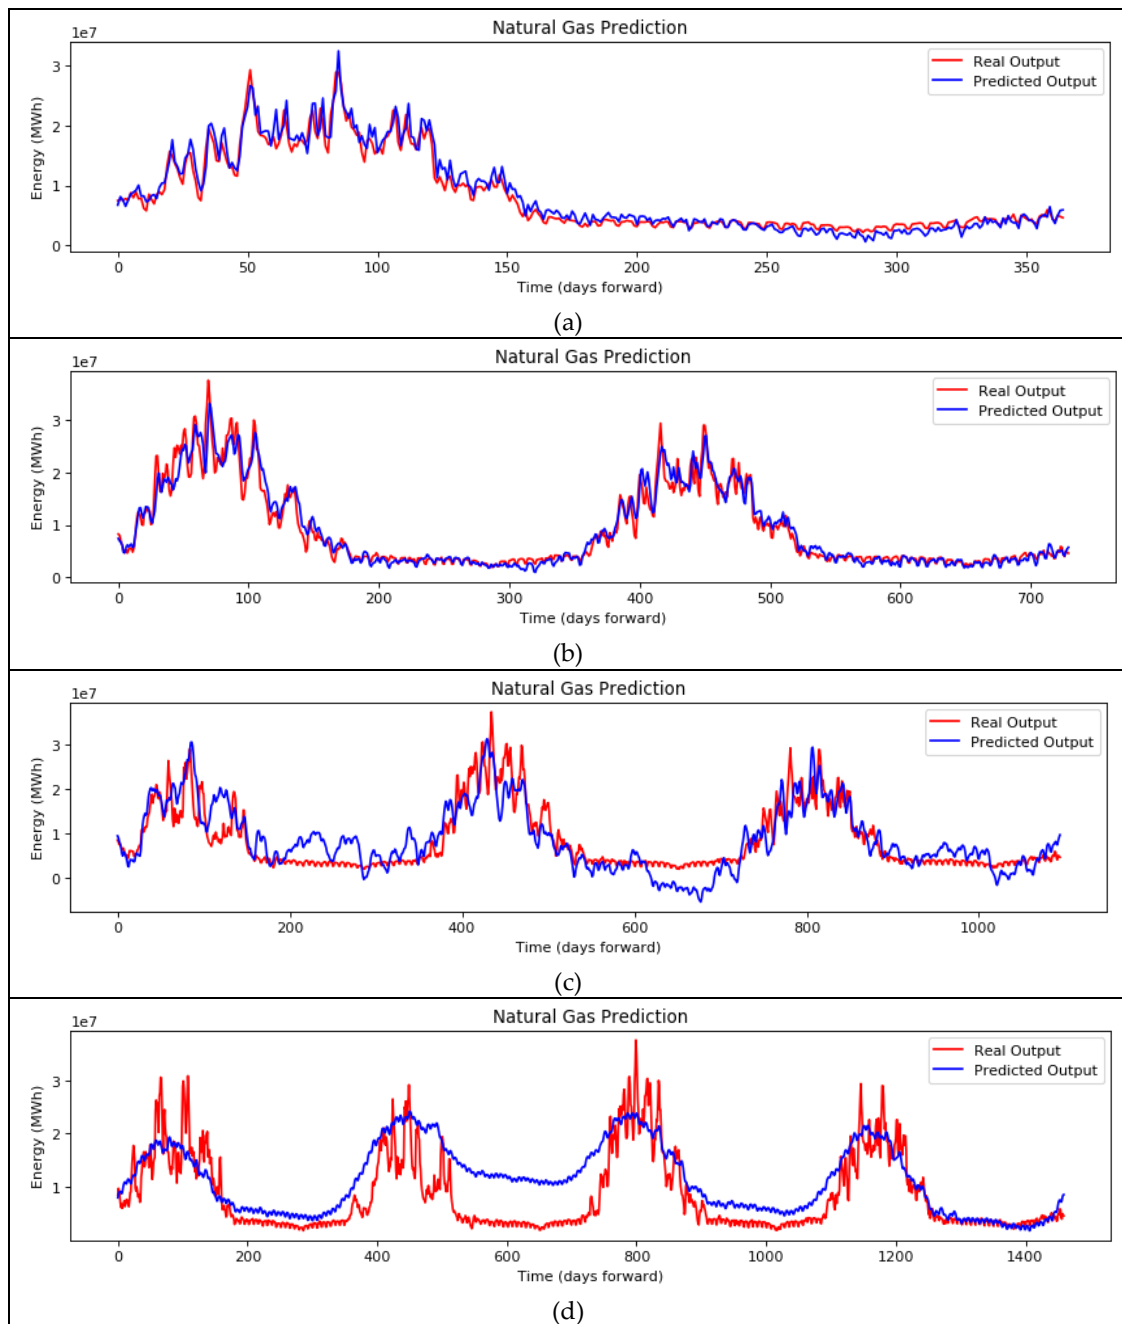 Natural Gas Prediction
1e7
Real Output
Predicted Output
3
2
1
0
Energy (MWh)
0 50 100 150 200 250 300 350
Time (days forward)
(a)
Natural Gas Prediction
1e7
Real Output
Predicted Output
3
2
1
0
Energy (MWh)
0 100 200 300 400 500 600 700
Time (days forward)
(b)
Natural Gas Prediction
1e7
Real Output
Predicted Output
3
2
1
0
Energy (MWh)
0 200 400 600 800 1000
Time (days forward)
(c)
Natural Gas Prediction
1e7
Real Output
Predicted Output
3
2
1
Energy (MWh)
0 200 400 600 800 1000 1200 1400
Time (days forward)
(d)